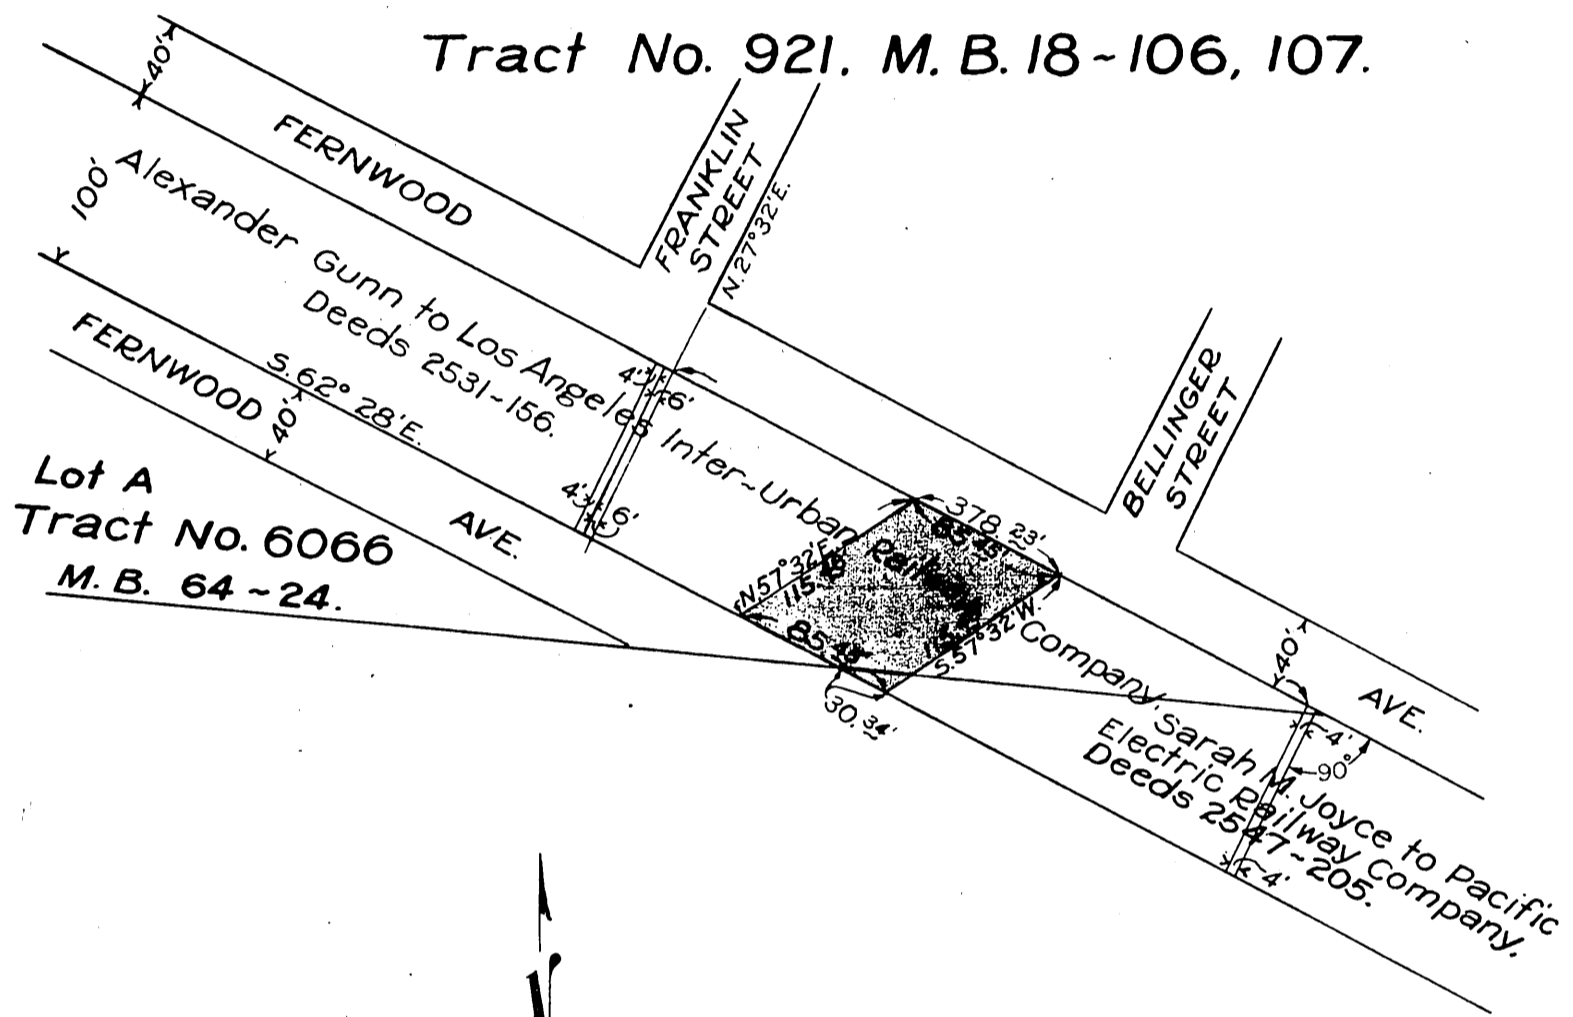 Tract No. 921. M. B. 18~106, 107.
40'
FERNWOOD
FRANKLIN
STREET
N. 27° 32' E.
100'
Alexander Gunn to Los Angeles Inter~Urban Railway Company,
Deeds 2531~156.
FERNWOOD
AVE.
S. 62° 28' E.
40'
4'
6'
4'
6'
BELLINGER
STREET
Lot A
Tract No. 6066
M. B. 64~24.
378.23'
N. 57° 32' E.
S. 57° 32' W.
30.34'
40'
AVE.
4'
90°
4'
Sarah M. Joyce to Pacific
Electric Railway Company,
Deeds 2547~205.